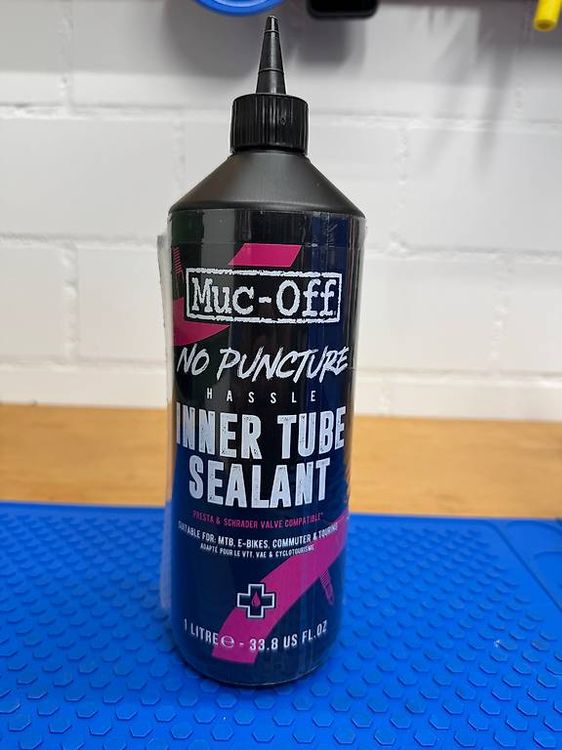 Muc-Off
NO PUNCTURE
HASSLE
INNER TUBE
SEALANT
PRESTA & SCHRADER VALVE COMPATIBLE*
SUITABLE FOR: MTB, E-BIKES, COMMUTER & TOURING
ADAPTÉ POUR LE VTT, VAE & CYCLOTOURISME
1 LITRE ℮ - 33.8 US FL.OZ